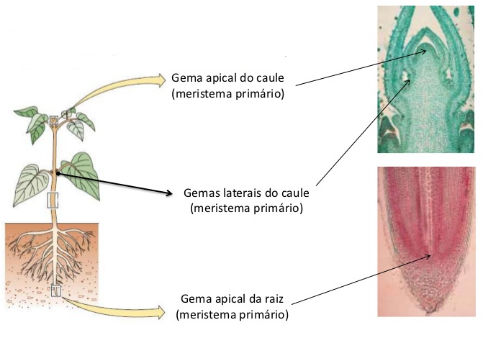 Gema apical do caule
(meristema primário)
Gemas laterais do caule
(meristema primário)
Gema apical da raiz
(meristema primário)